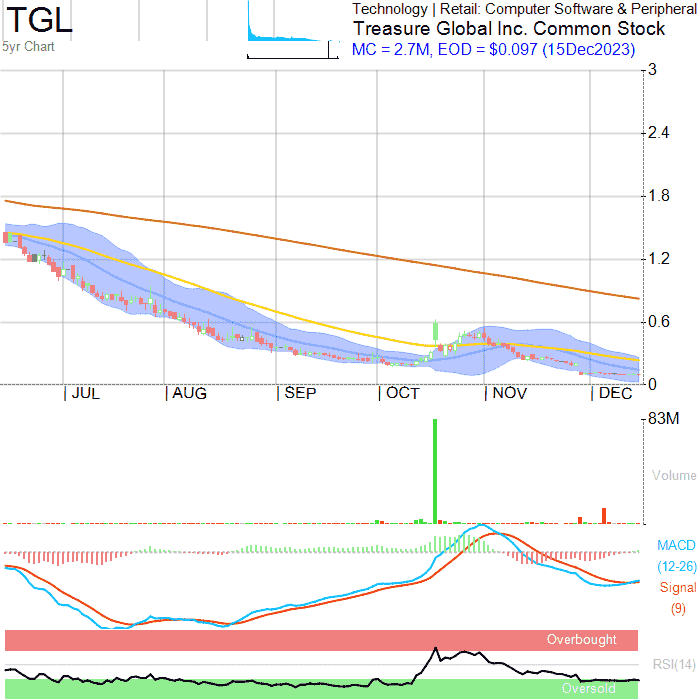 TGL
5yr Chart
Technology | Retail: Computer Software & Peripheral
Treasure Global Inc. Common Stock
MC = 2.7M, EOD = $0.097 (15Dec2023)
3
2.4
1.8
1.2
0.6
0
| JUL | AUG | SEP | OCT | NOV | DEC
83M
Volume
MACD
(12-26)
Signal
(9)
Overbought
RSI(14)
Oversold